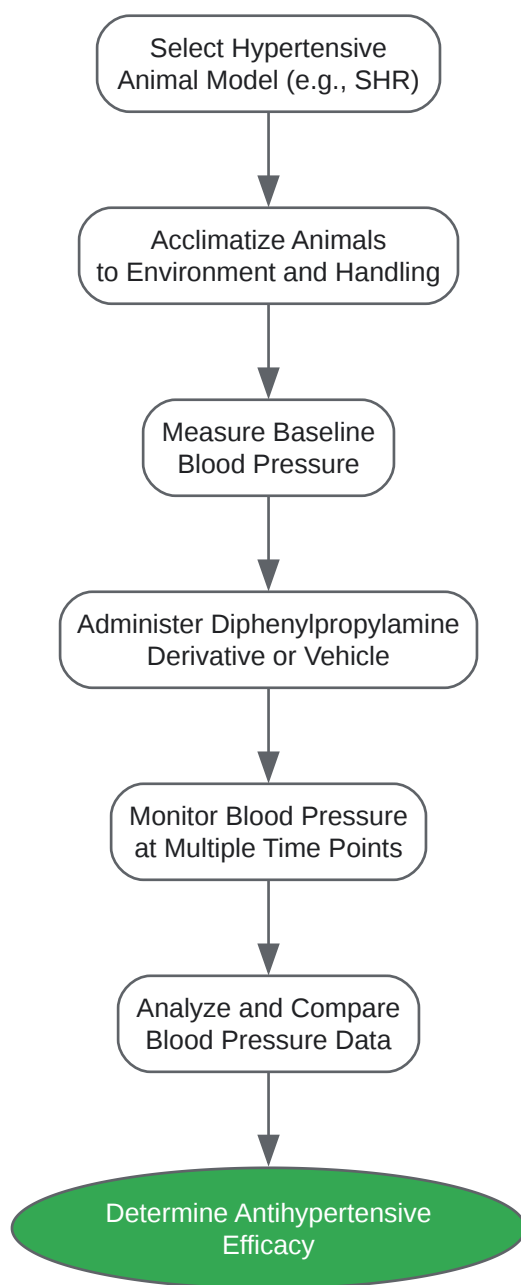 Select Hypertensive
Animal Model (e.g., SHR)
Acclimatize Animals
to Environment and Handling
Measure Baseline
Blood Pressure
Administer Diphenylpropylamine
Derivative or Vehicle
Monitor Blood Pressure
at Multiple Time Points
Analyze and Compare
Blood Pressure Data
Determine Antihypertensive
Efficacy